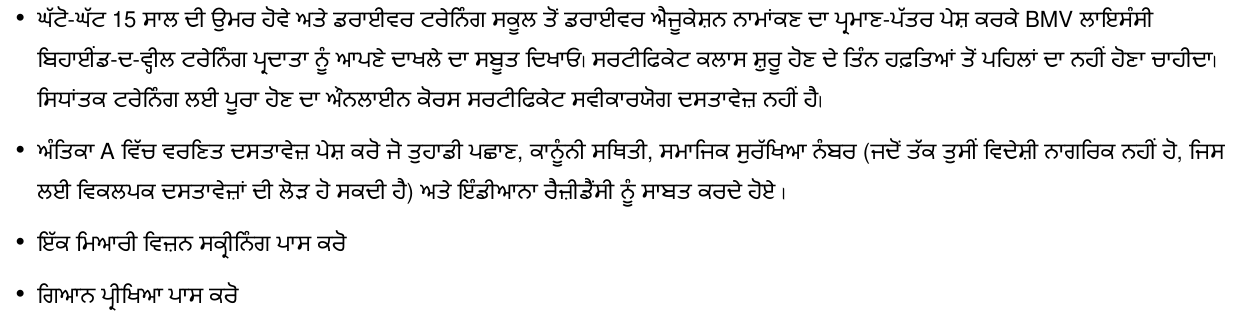 • ਘੱਟੋ-ਘੱਟ 15 ਸਾਲ ਦੀ ਉਮਰ ਹੋਵੇ ਅਤੇ ਡਰਾਈਵਰ ਟਰੇਨਿੰਗ ਸਕੂਲ ਤੋਂ ਡਰਾਈਵਰ ਐਜੂਕੇਸ਼ਨ ਨਾਮਾਂਕਣ ਦਾ ਪ੍ਰਮਾਣ-ਪੱਤਰ ਪੇਸ਼ ਕਰਕੇ BMV ਲਾਇਸੰਸੀ
ਬਿਹਾਈਂਡ-ਦ-ਵ੍ਹੀਲ ਟਰੇਨਿੰਗ ਪ੍ਰਦਾਤਾ ਨੂੰ ਆਪਣੇ ਦਾਖਲੇ ਦਾ ਸਬੂਤ ਦਿਖਾਓ। ਸਰਟੀਫਿਕੇਟ ਕਲਾਸ ਸ਼ੁਰੂ ਹੋਣ ਦੇ ਤਿੰਨ ਹਫ਼ਤਿਆਂ ਤੋਂ ਪਹਿਲਾਂ ਦਾ ਨਹੀਂ ਹੋਣਾ ਚਾਹੀਦਾ।
ਸਿਧਾਂਤਕ ਟਰੇਨਿੰਗ ਲਈ ਪੂਰਾ ਹੋਣ ਦਾ ਔਨਲਾਈਨ ਕੋਰਸ ਸਰਟੀਫਿਕੇਟ ਸਵੀਕਾਰਯੋਗ ਦਸਤਾਵੇਜ਼ ਨਹੀਂ ਹੈ।
• ਅੰਤਿਕਾ A ਵਿੱਚ ਵਰਣਿਤ ਦਸਤਾਵੇਜ਼ ਪੇਸ਼ ਕਰੋ ਜੋ ਤੁਹਾਡੀ ਪਛਾਣ, ਕਾਨੂੰਨੀ ਸਥਿਤੀ, ਸਮਾਜਿਕ ਸੁਰੱਖਿਆ ਨੰਬਰ (ਜਦੋਂ ਤੱਕ ਤੁਸੀਂ ਵਿਦੇਸ਼ੀ ਨਾਗਰਿਕ ਨਹੀਂ ਹੋ, ਜਿਸ
ਲਈ ਵਿਕਲਪਕ ਦਸਤਾਵੇਜ਼ਾਂ ਦੀ ਲੋੜ ਹੋ ਸਕਦੀ ਹੈ) ਅਤੇ ਇੰਡੀਆਨਾ ਰੈਜ਼ੀਡੈਂਸੀ ਨੂੰ ਸਾਬਤ ਕਰਦੇ ਹੋਏ ।
• ਇੱਕ ਮਿਆਰੀ ਵਿਜ਼ਨ ਸਕ੍ਰੀਨਿੰਗ ਪਾਸ ਕਰੋ
• ਗਿਆਨ ਪ੍ਰੀਖਿਆ ਪਾਸ ਕਰੋ